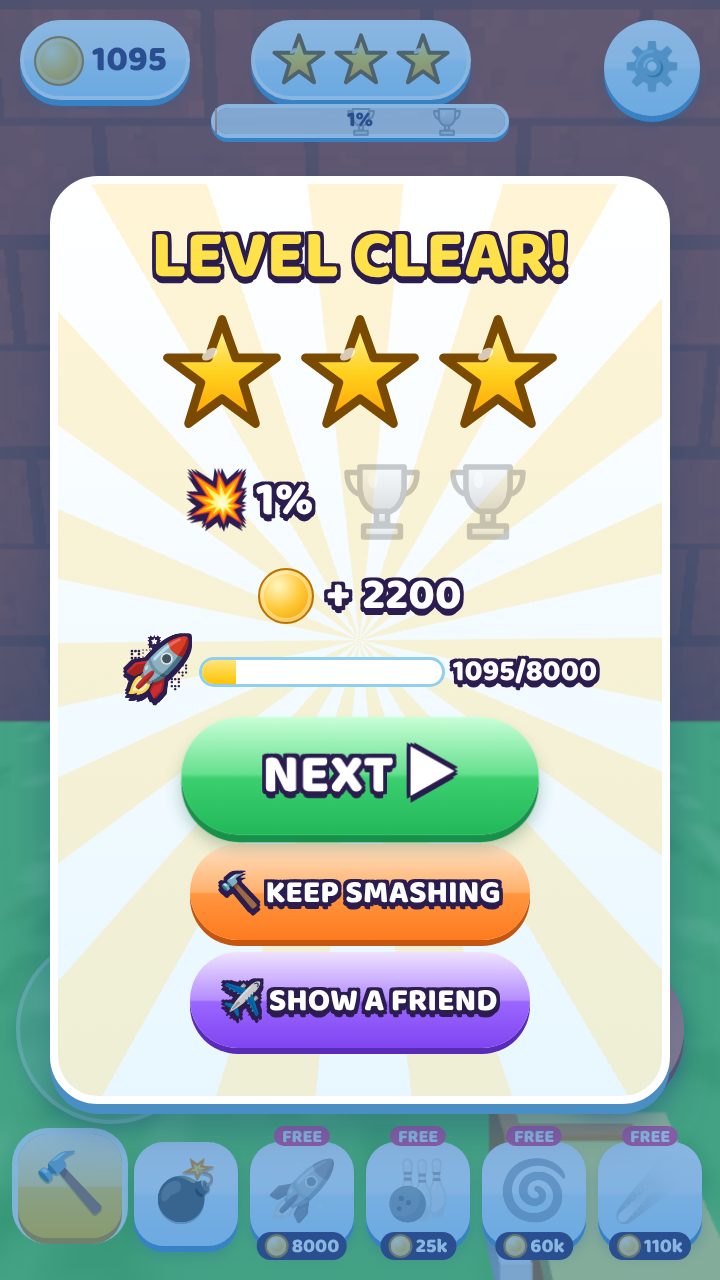 1095
1%
LEVEL CLEAR!
1%
+ 2200
1095/8000
NEXT
KEEP SMASHING
SHOW A FRIEND
FREE FREE FREE FREE
8000 25k 60k 110k